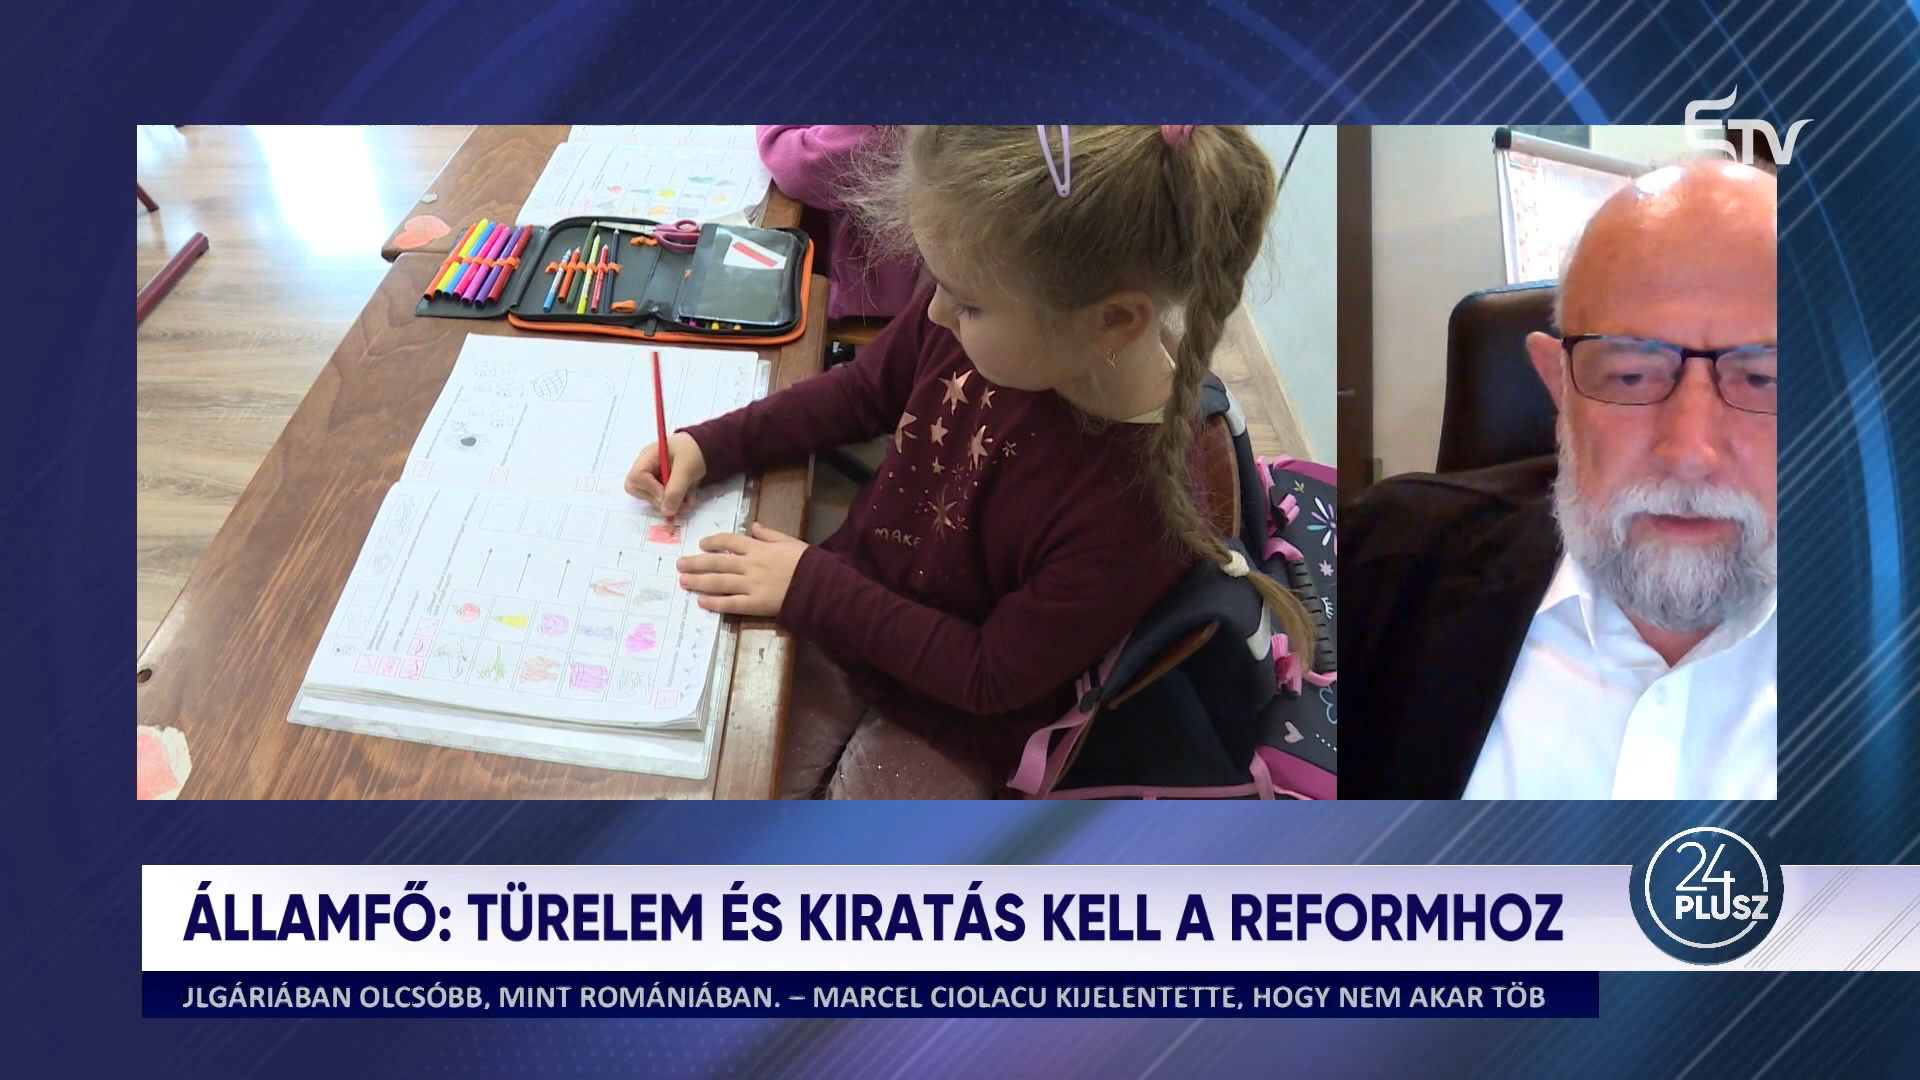 ETV
MAKE
24
PLUSZ
ÁLLAMFŐ: TÜRELEM ÉS KIRATÁS KELL A REFORMHOZ
JLGÁRIÁBAN OLCSÓBB, MINT ROMÁNIÁBAN. – MARCEL CIOLACU KIJELENTETTE, HOGY NEM AKAR TÖB